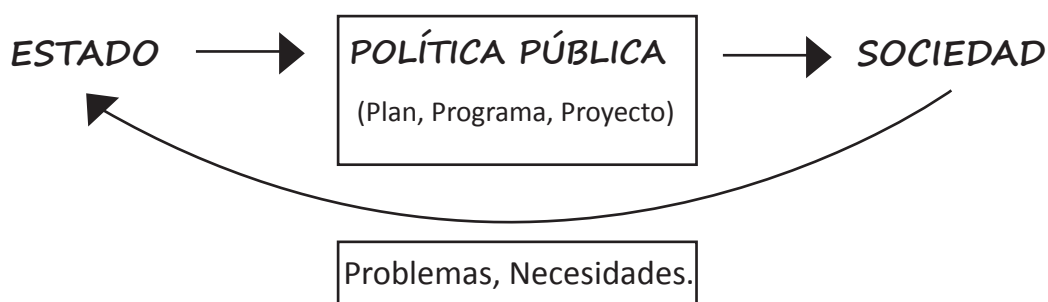 ESTADO
POLÍTICA PÚBLICA
(Plan, Programa, Proyecto)
SOCIEDAD
Problemas, Necesidades.